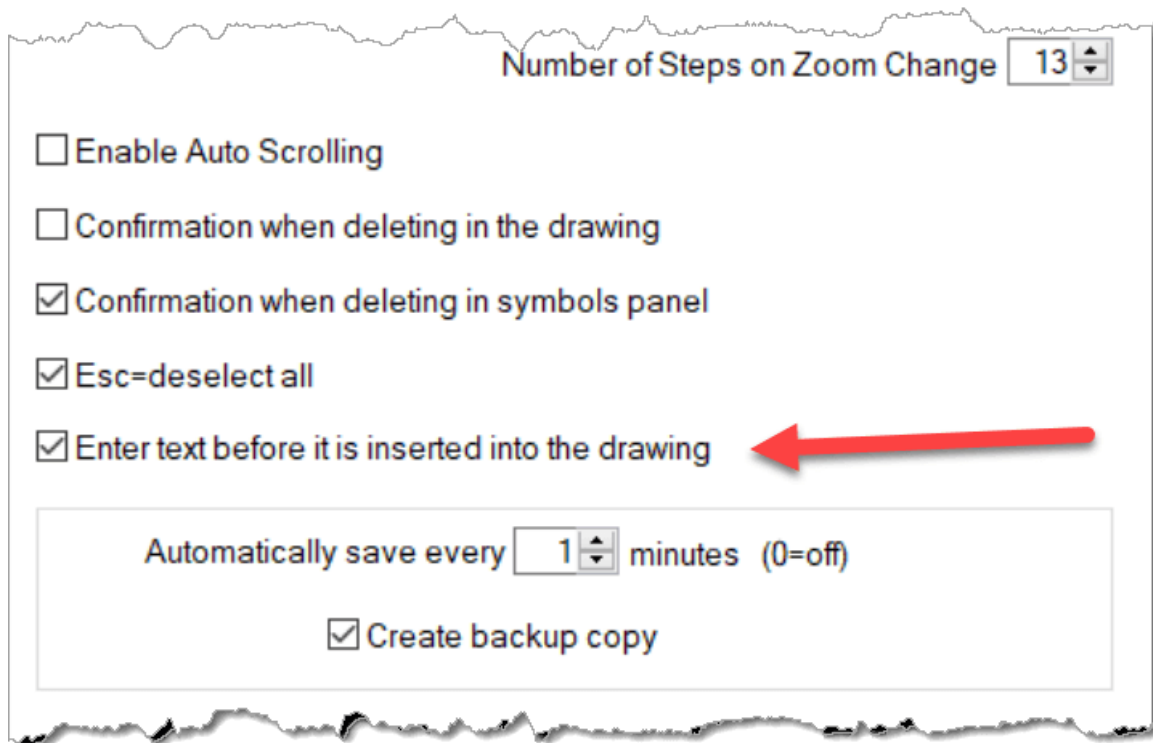 Number of Steps on Zoom Change 13
Enable Auto Scrolling
Confirmation when deleting in the drawing
Confirmation when deleting in symbols panel
Esc=deselect all
Enter text before it is inserted into the drawing
Automatically save every 1 minutes (0=off)
Create backup copy